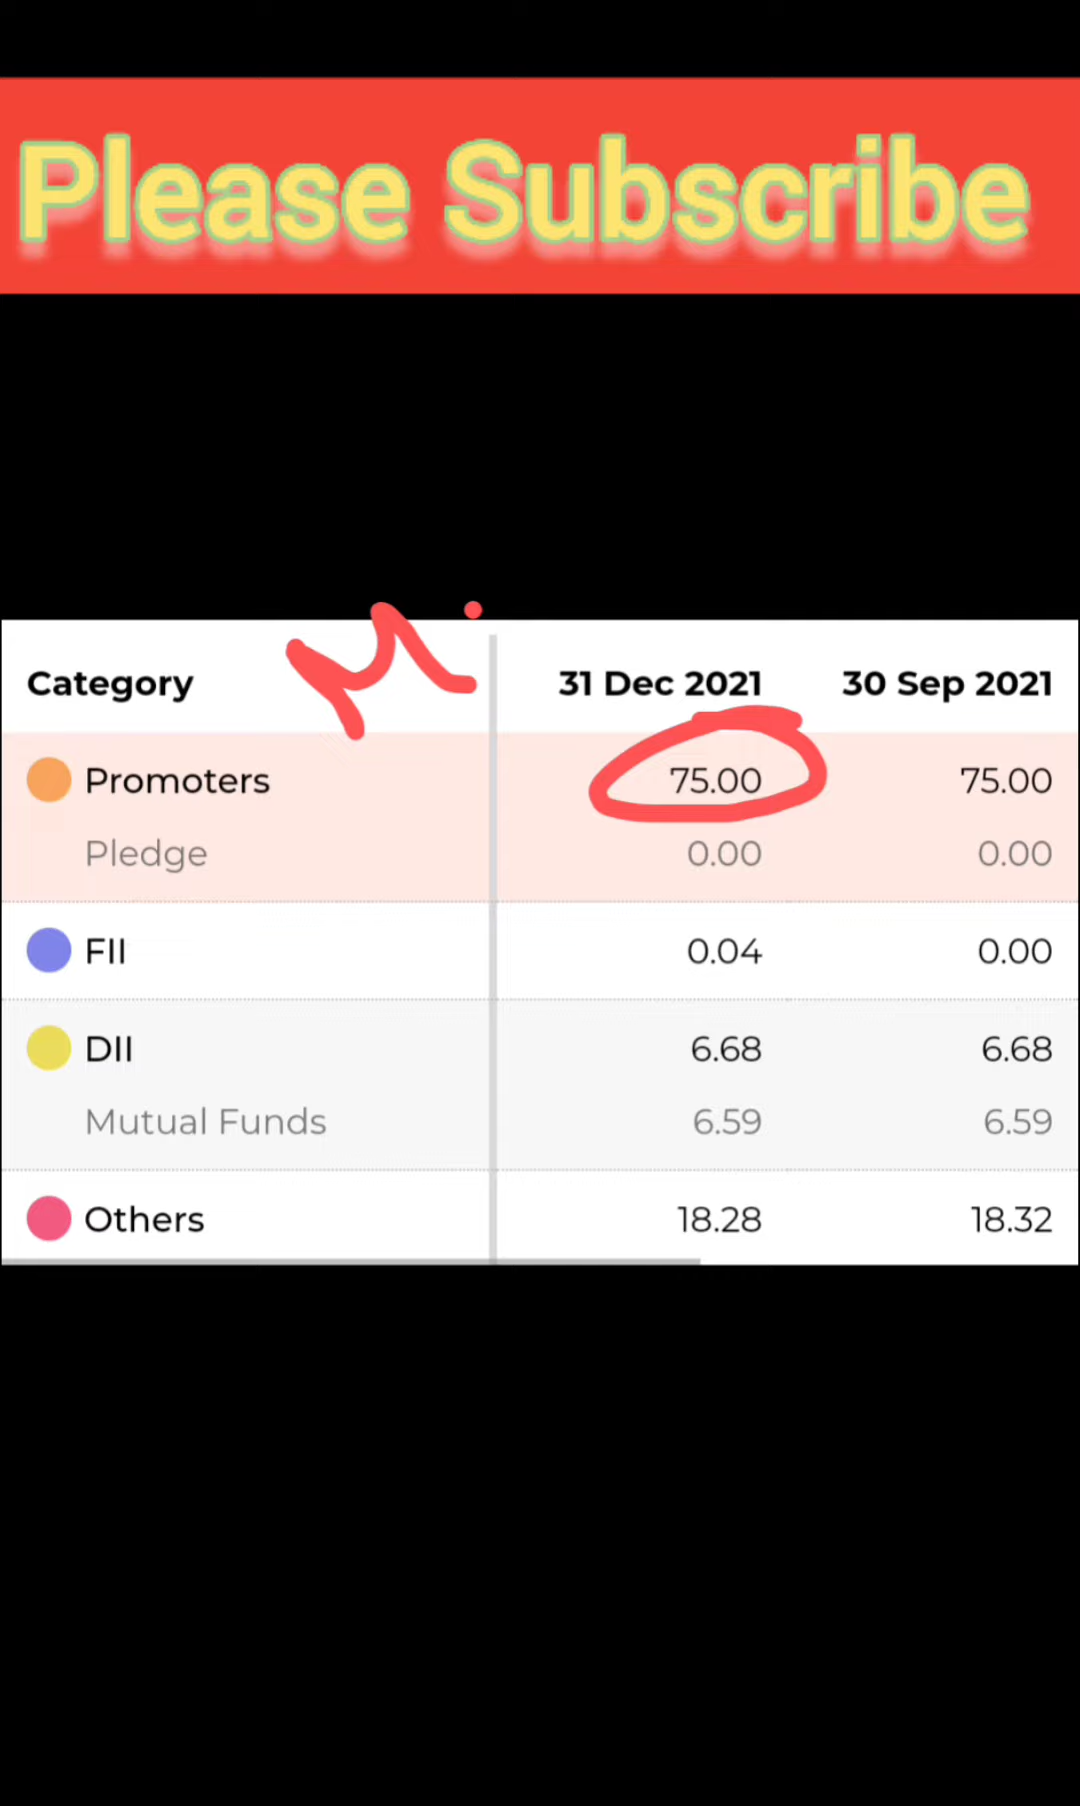 Please Subscribe
Category 31 Dec 2021 30 Sep 2021
Promoters 75.00 75.00
Pledge 0.00 0.00
FII 0.04 0.00
DII 6.68 6.68
Mutual Funds 6.59 6.59
Others 18.28 18.32